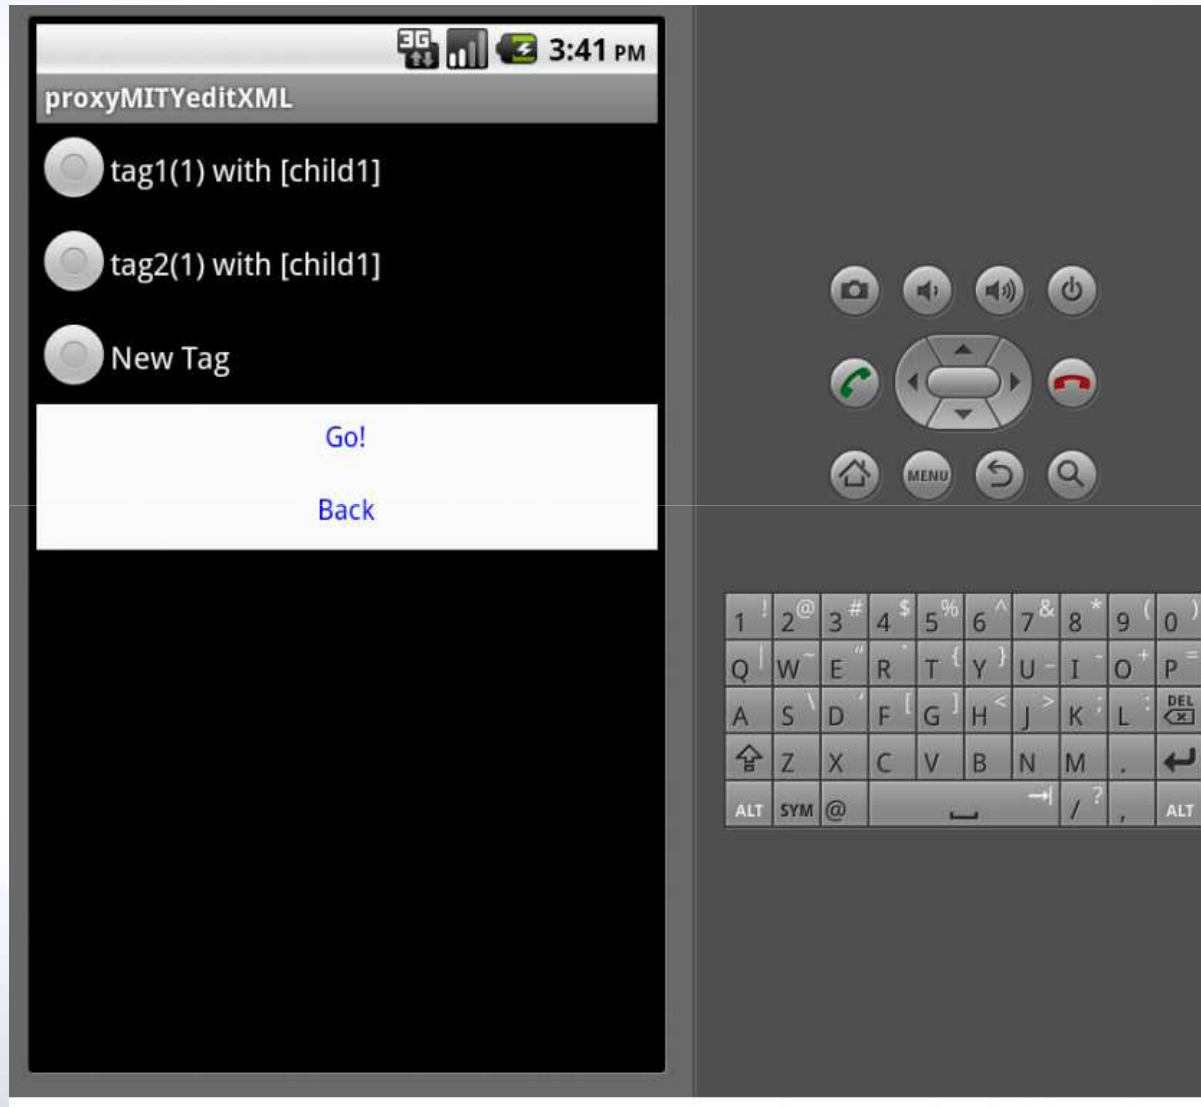 3G 3:41 PM
proxyMITYeditXML
tag1(1) with [child1]
tag2(1) with [child1]
New Tag
Go!
Back
MENU
1 ! 2 @ 3 # 4 $ 5 % 6 ^ 7 & 8 * 9 ( 0 )
Q | W ~ E " R ` T { Y } U _ I - O + P =
A S \ D ' F [ G ] H < J > K ; L : DEL
Z X C V B N M .
ALT SYM @ / ? , ALT